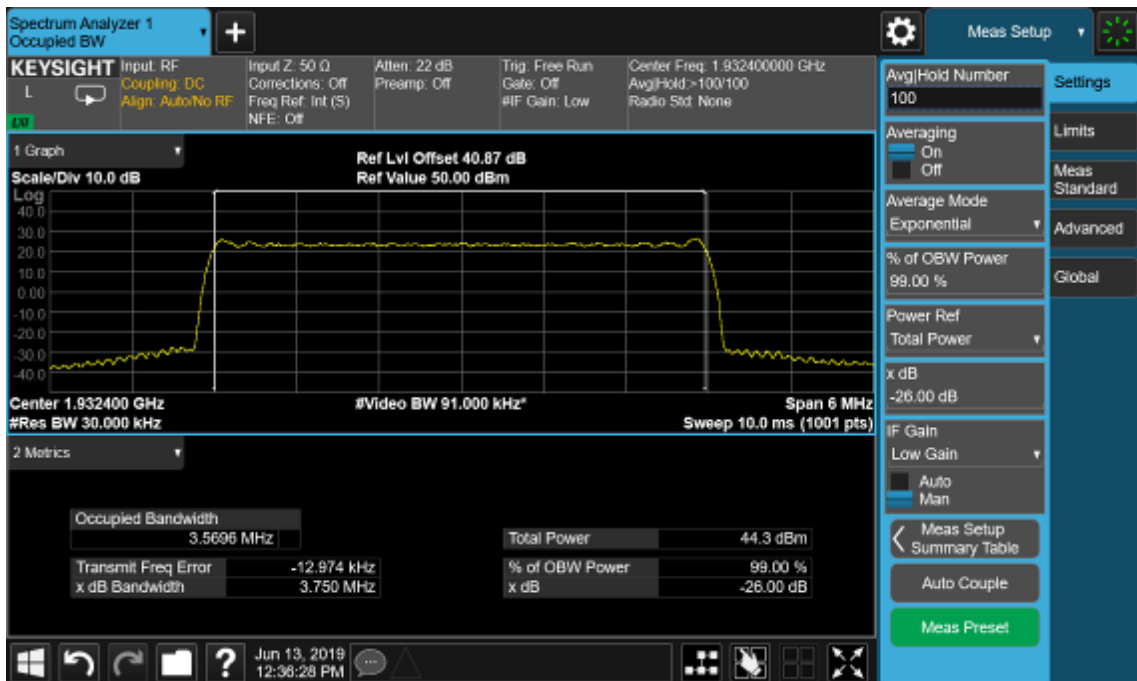 Spectrum Analyzer 1
Occupied BW
Meas Setup
KEYSIGHT
L
LXI
Input: RF
Coupling: DC
Align: Auto/No RF
Input Z: 50 Ω
Corrections: Off
Freq Ref: Int (S)
NFE: Off
Atten: 22 dB
Preamp: Off
Trig: Free Run
Gate: Off
#IF Gain: Low
Center Freq: 1.932400000 GHz
Avg|Hold:>100/100
Radio Std: None
1 Graph
Scale/Div 10.0 dB
Ref Lvl Offset 40.87 dB
Ref Value 50.00 dBm
Log
40.0
30.0
20.0
10.0
0.00
-10.0
-20.0
-30.0
-40.0
Center 1.932400 GHz
#Video BW 91.000 kHz*
Span 6 MHz
#Res BW 30.000 kHz
Sweep 10.0 ms (1001 pts)
2 Metrics
Occupied Bandwidth
3.5696 MHz
Transmit Freq Error -12.974 kHz
x dB Bandwidth 3.750 MHz
Total Power 44.3 dBm
% of OBW Power 99.00 %
x dB -26.00 dB
Avg|Hold Number
100
Averaging
On
Off
Average Mode
Exponential
% of OBW Power
99.00 %
Power Ref
Total Power
x dB
-26.00 dB
IF Gain
Low Gain
Auto
Man
Meas Setup
Summary Table
Auto Couple
Meas Preset
Settings
Limits
Meas
Standard
Advanced
Global
?
Jun 13, 2019
12:36:28 PM